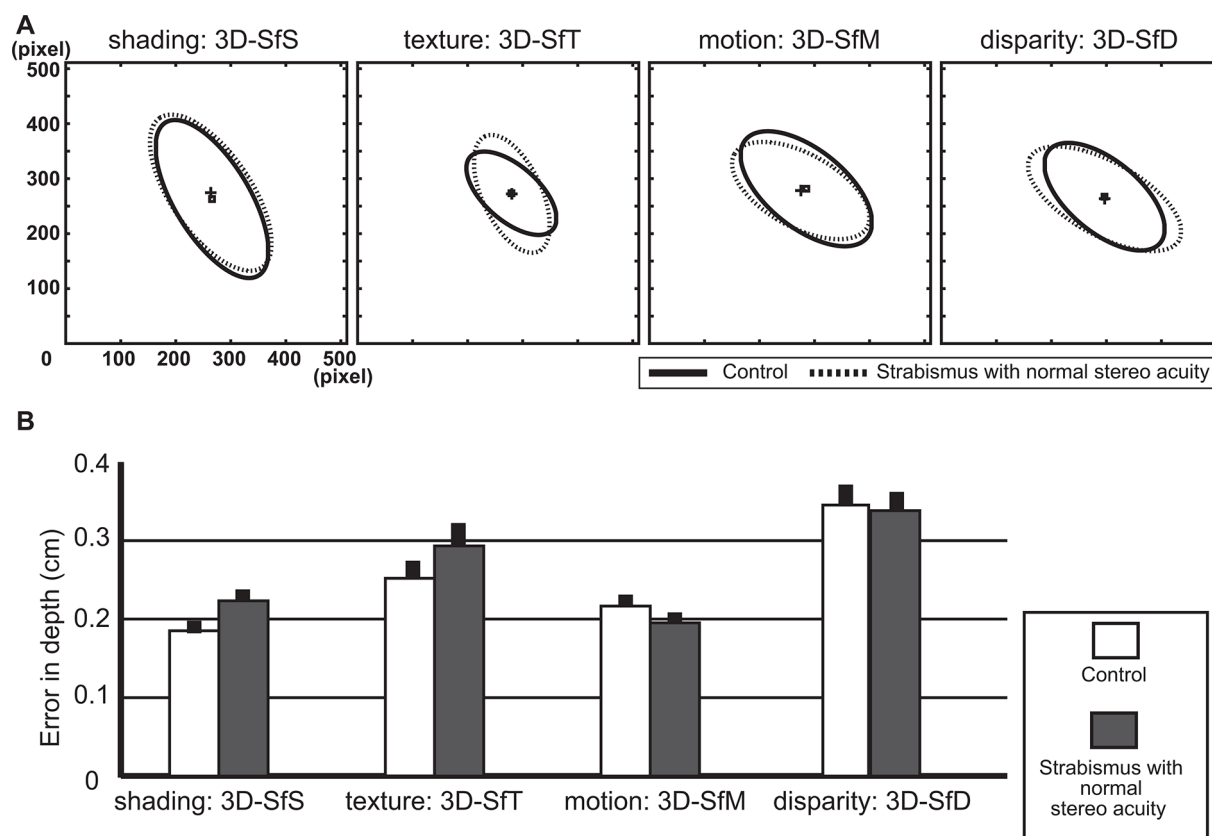 A
(pixel)
shading: 3D-SfS
texture: 3D-SfT
motion: 3D-SfM
disparity: 3D-SfD
500
400
300
200
100
0
100 200 300 400 500
(pixel)
Control
Strabismus with normal stereo acuity
B
Error in depth (cm)
0.4
0.3
0.2
0.1
0
shading: 3D-SfS
texture: 3D-SfT
motion: 3D-SfM
disparity: 3D-SfD
Control
Strabismus with
normal
stereo acuity